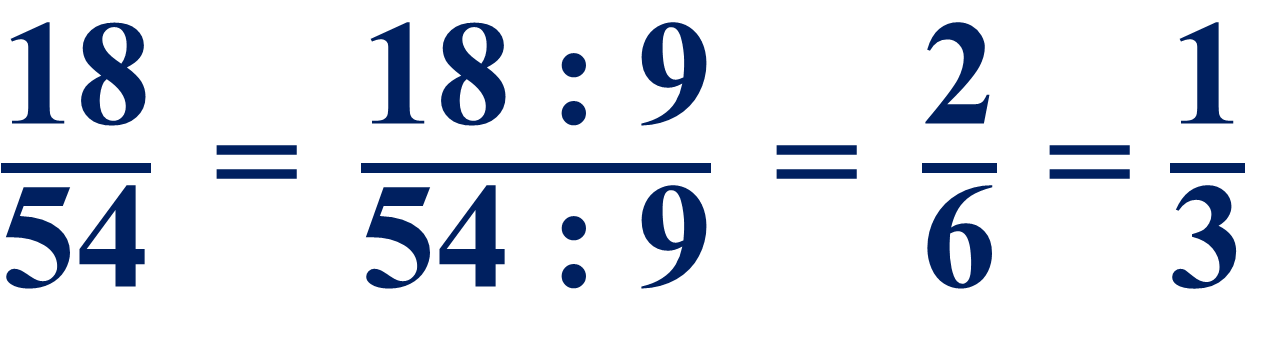 18/54 = (18 : 9)/(54 : 9) = 2/6 = 1/3